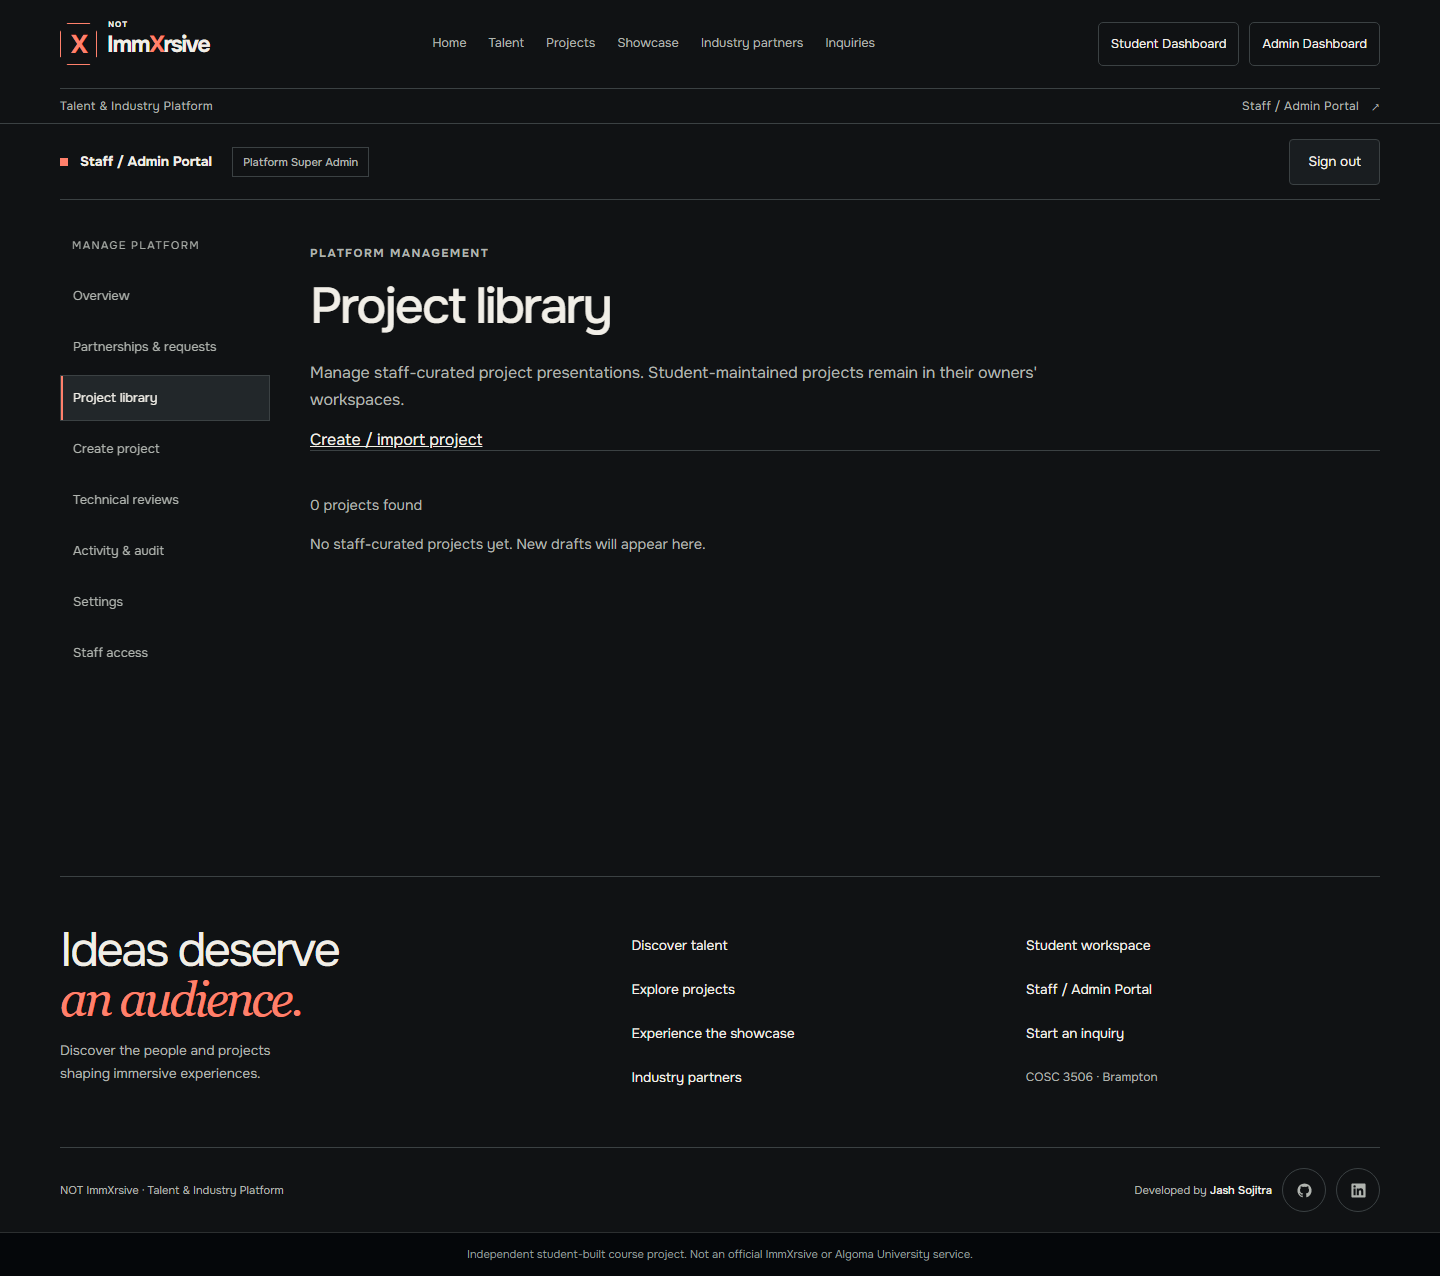 X
NOT
ImmXrsive
Home
Talent
Projects
Showcase
Industry partners
Inquiries
Student Dashboard
Admin Dashboard
Talent & Industry Platform
Staff / Admin Portal ↗
Staff / Admin Portal
Platform Super Admin
Sign out
MANAGE PLATFORM
Overview
Partnerships & requests
Project library
Create project
Technical reviews
Activity & audit
Settings
Staff access
PLATFORM MANAGEMENT
Project library
Manage staff-curated project presentations. Student-maintained projects remain in their owners'
workspaces.
Create / import project
0 projects found
No staff-curated projects yet. New drafts will appear here.
Ideas deserve
an audience.
Discover the people and projects
shaping immersive experiences.
Discover talent
Explore projects
Experience the showcase
Industry partners
Student workspace
Staff / Admin Portal
Start an inquiry
COSC 3506 · Brampton
NOT ImmXrsive · Talent & Industry Platform
Developed by Jash Sojitra
in
Independent student-built course project. Not an official ImmXrsive or Algoma University service.